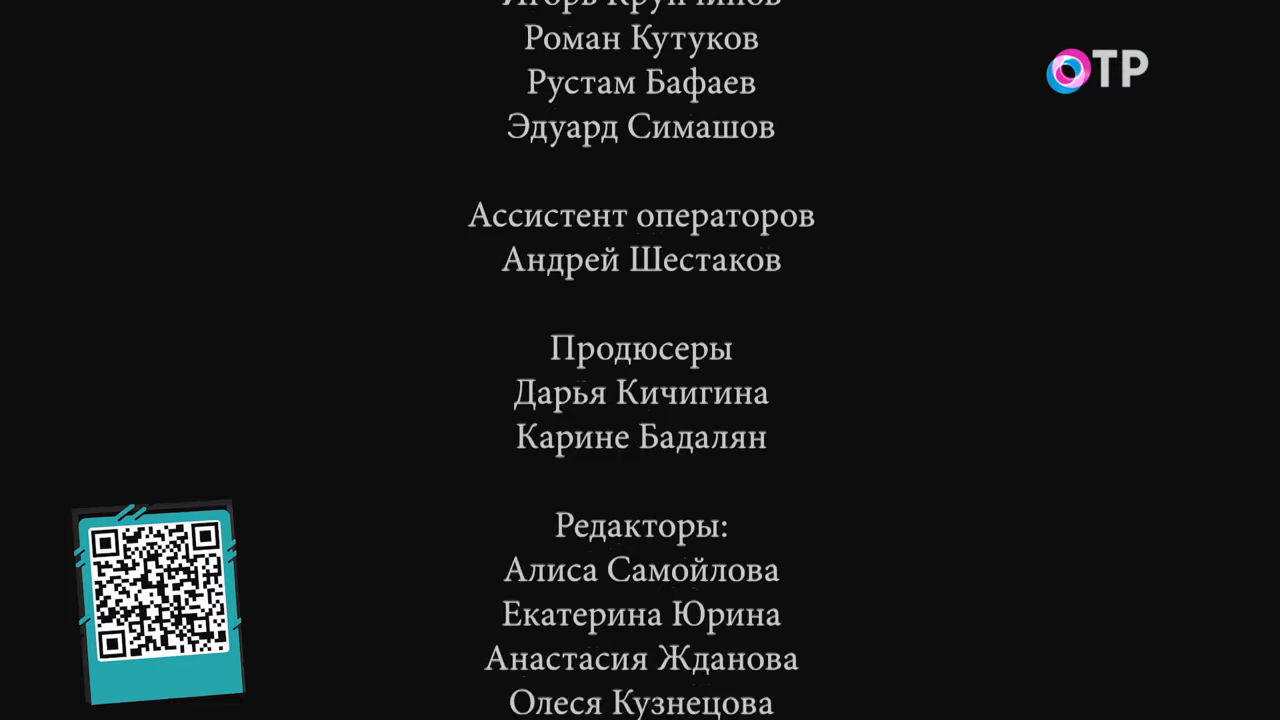 Роман Кутуков
Рустам Бафаев
Эдуард Симашов
Ассистент операторов
Андрей Шестаков
Продюсеры
Дарья Кичигина
Карине Бадалян
Редакторы:
Алиса Самойлова
Екатерина Юрина
Анастасия Жданова
Олеся Кузнецова
ОТР